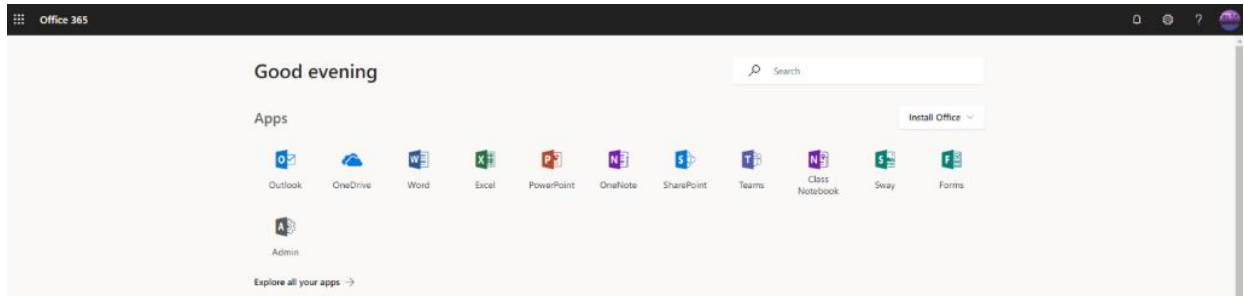 Office 365
?
Good evening
Search
Apps
Install Office
Outlook OneDrive Word Excel PowerPoint OneNote SharePoint Teams Class Notebook Sway Forms
Admin
Explore all your apps →